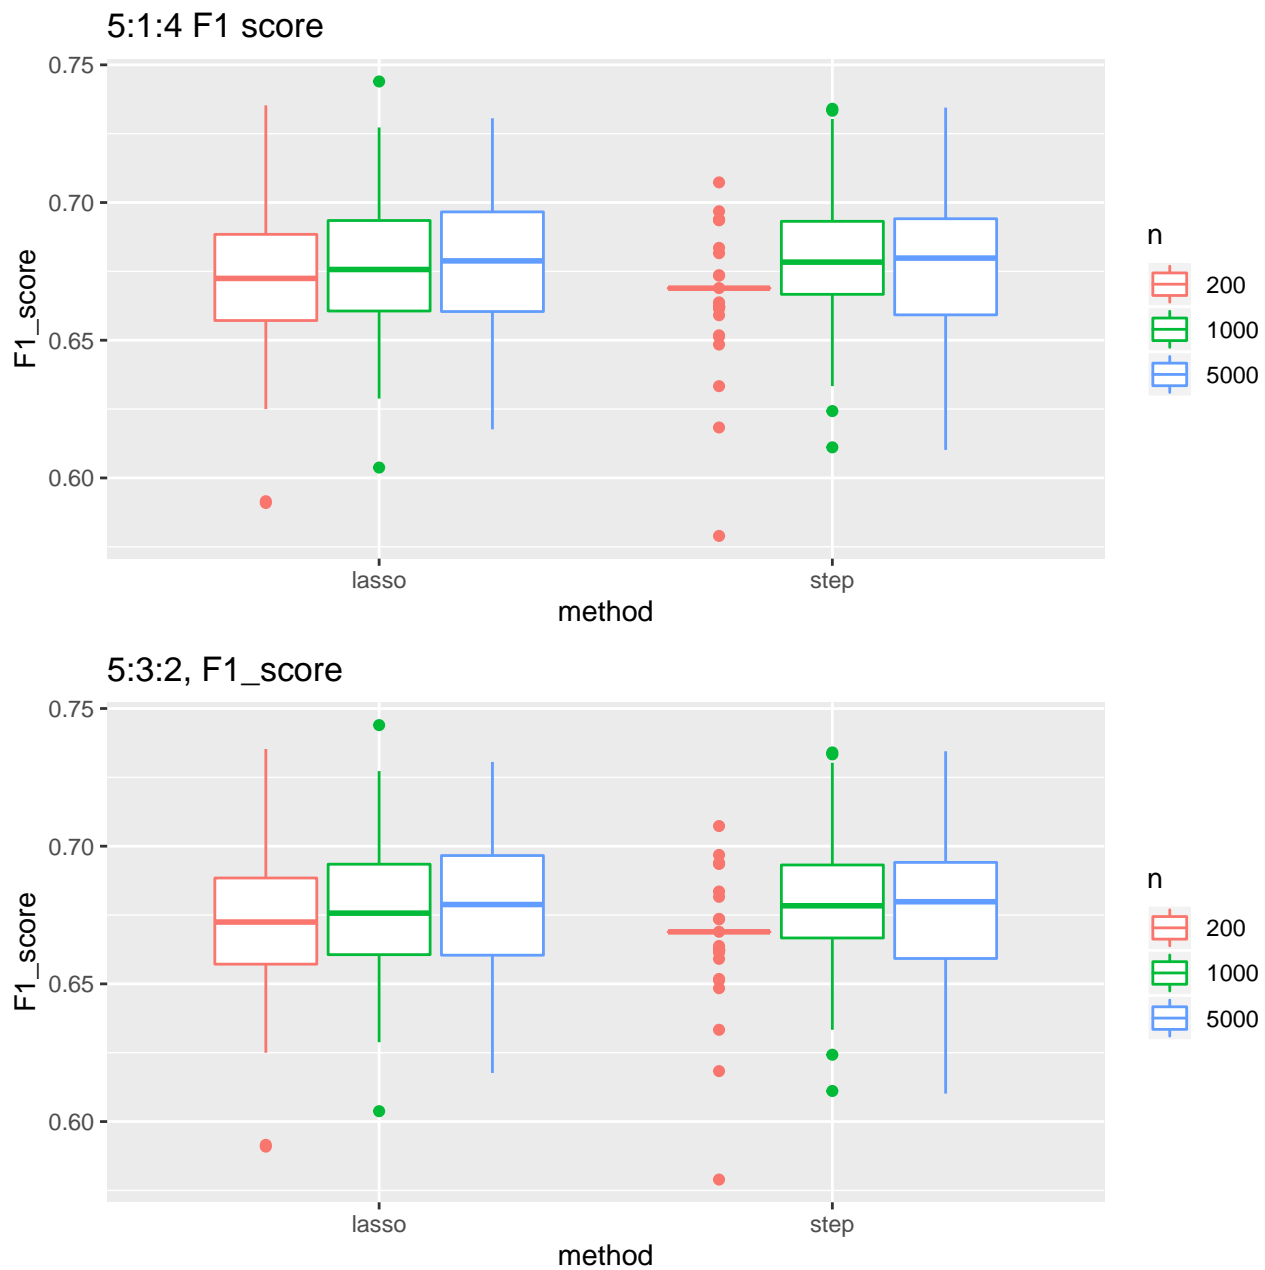 5:1:4 F1 score
0.75
0.70
0.65
0.60
F1_score
lasso
step
method
n
200
1000
5000
5:3:2, F1_score
0.75
0.70
0.65
0.60
F1_score
lasso
step
method
n
200
1000
5000